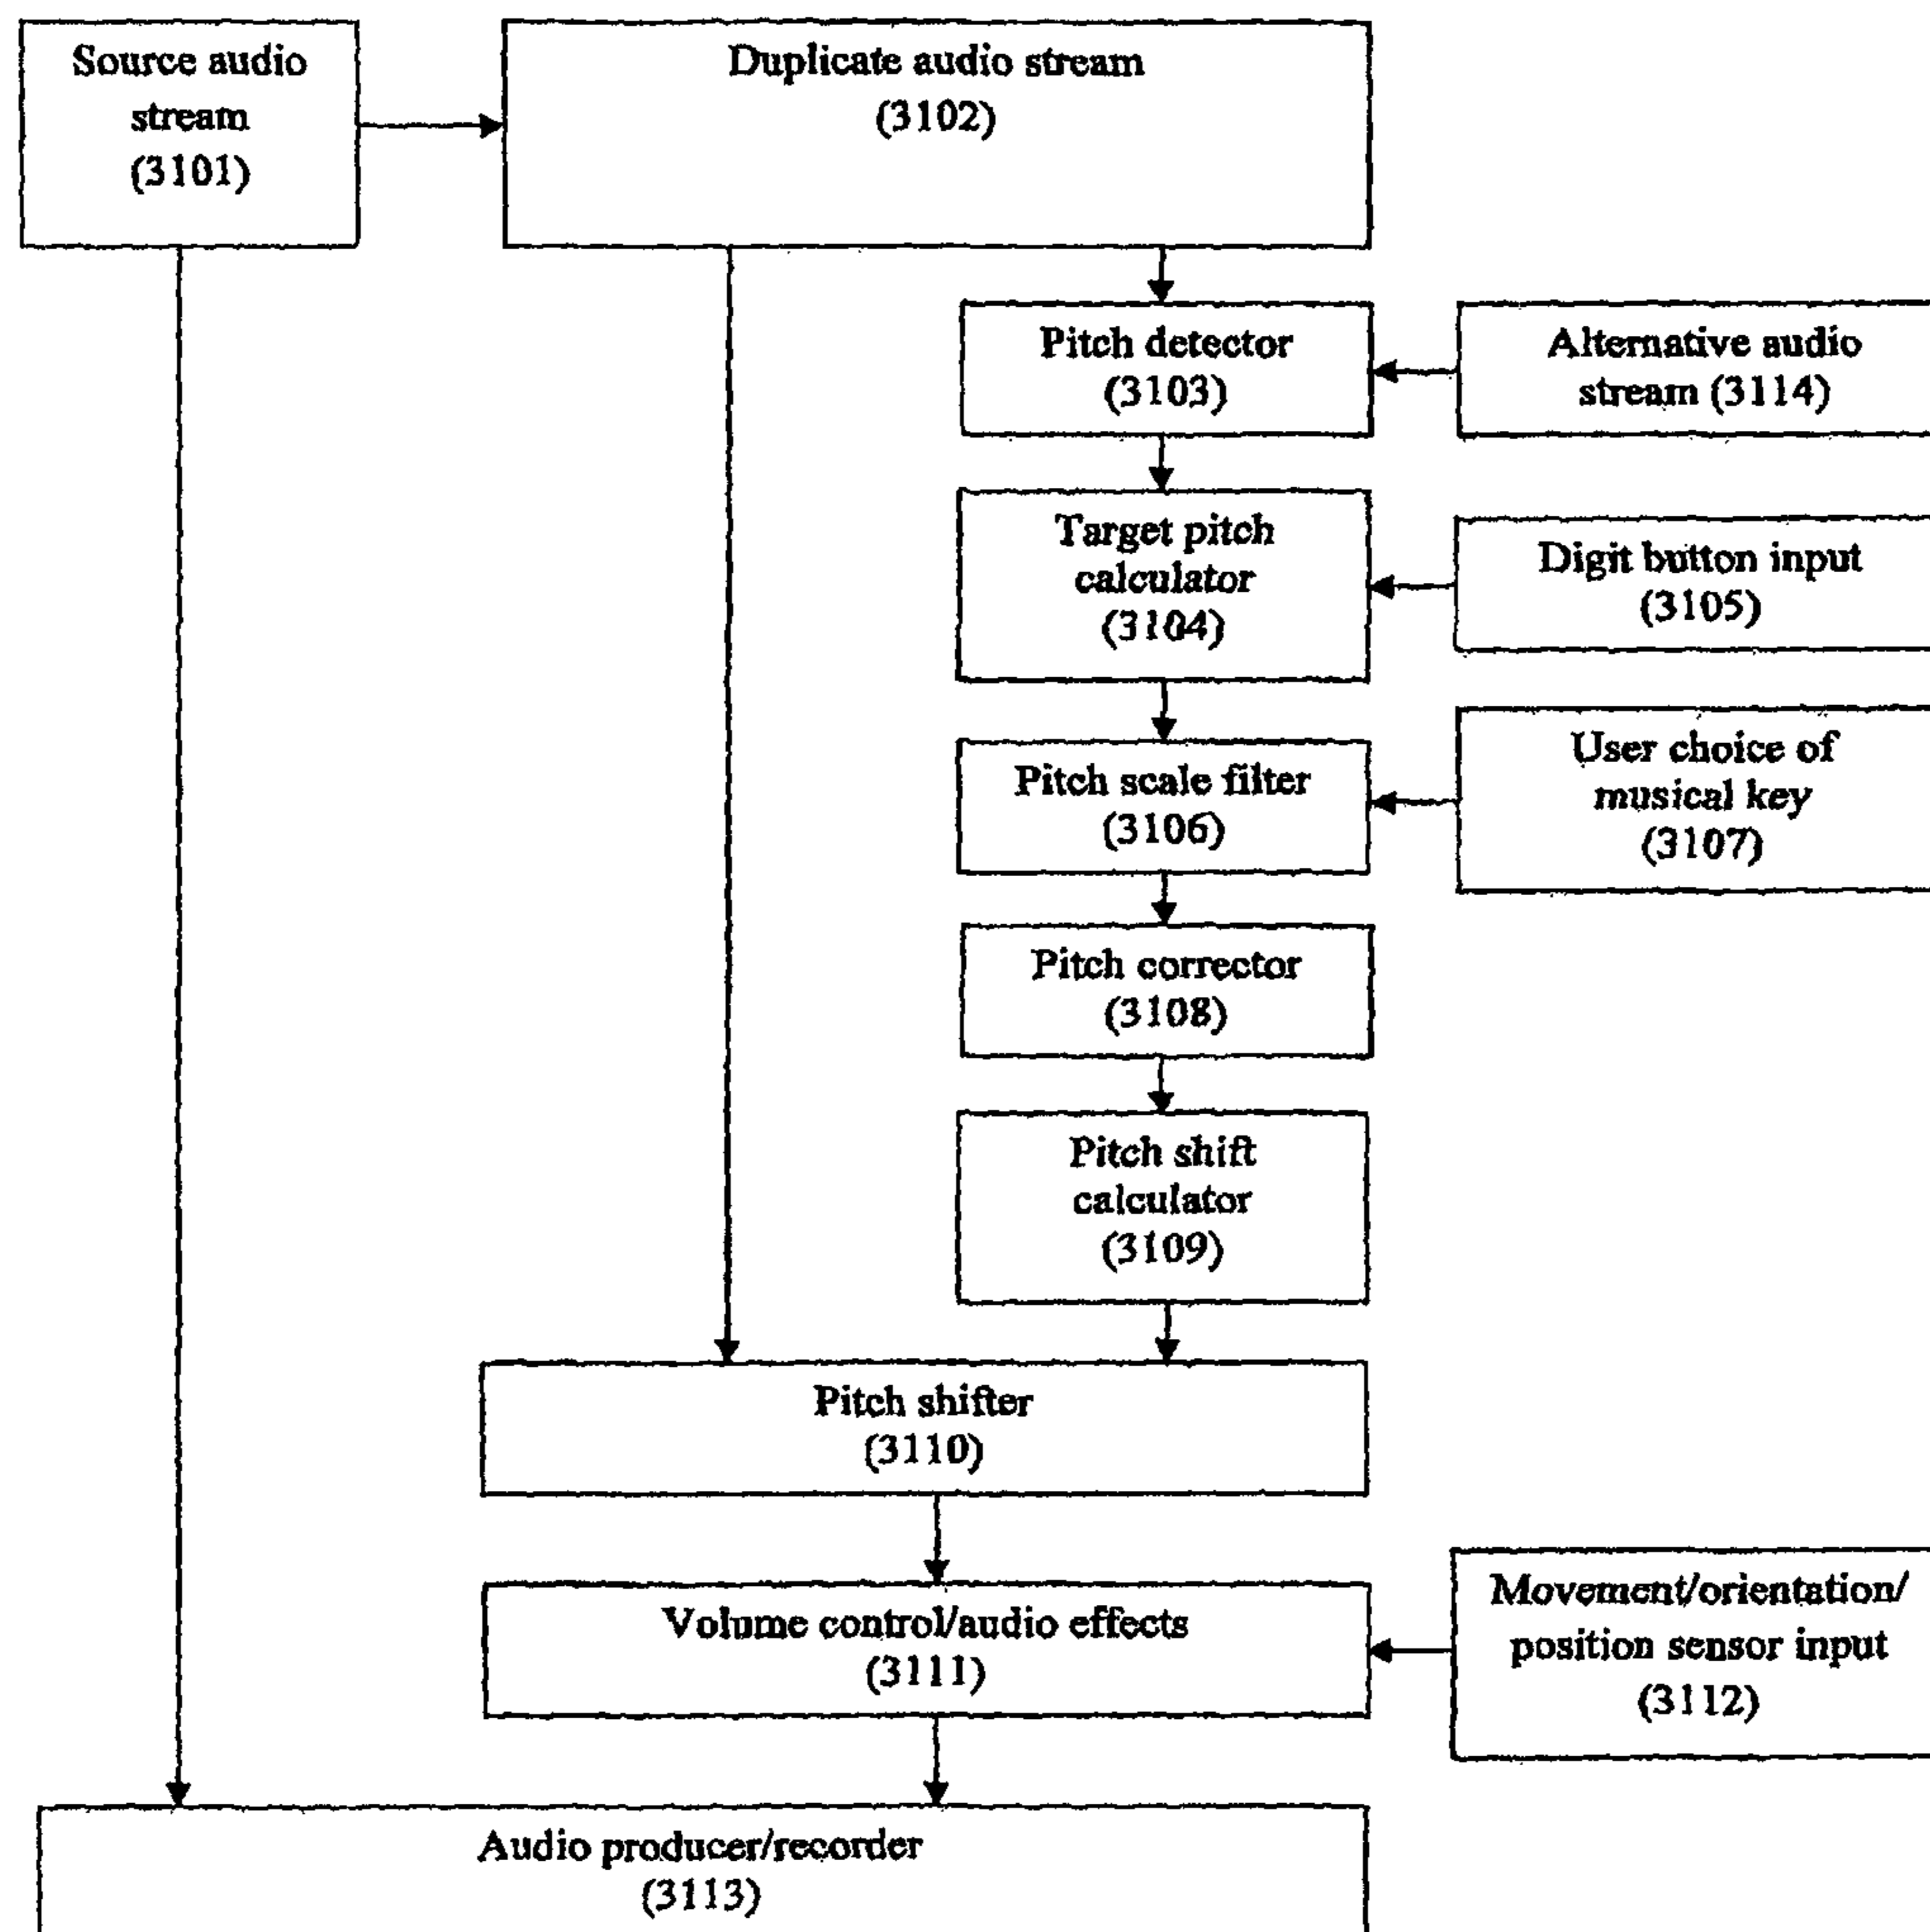 Source audio
stream
(3101)
Duplicate audio stream
(3102)
Pitch detector
(3103)
Alternative audio
stream (3114)
Target pitch
calculator
(3104)
Digit button input
(3105)
Pitch scale filter
(3106)
User choice of
musical key
(3107)
Pitch corrector
(3108)
Pitch shift
calculator
(3109)
Pitch shifter
(3110)
Volume control/audio effects
(3111)
Movement/orientation/
position sensor input
(3112)
Audio producer/recorder
(3113)